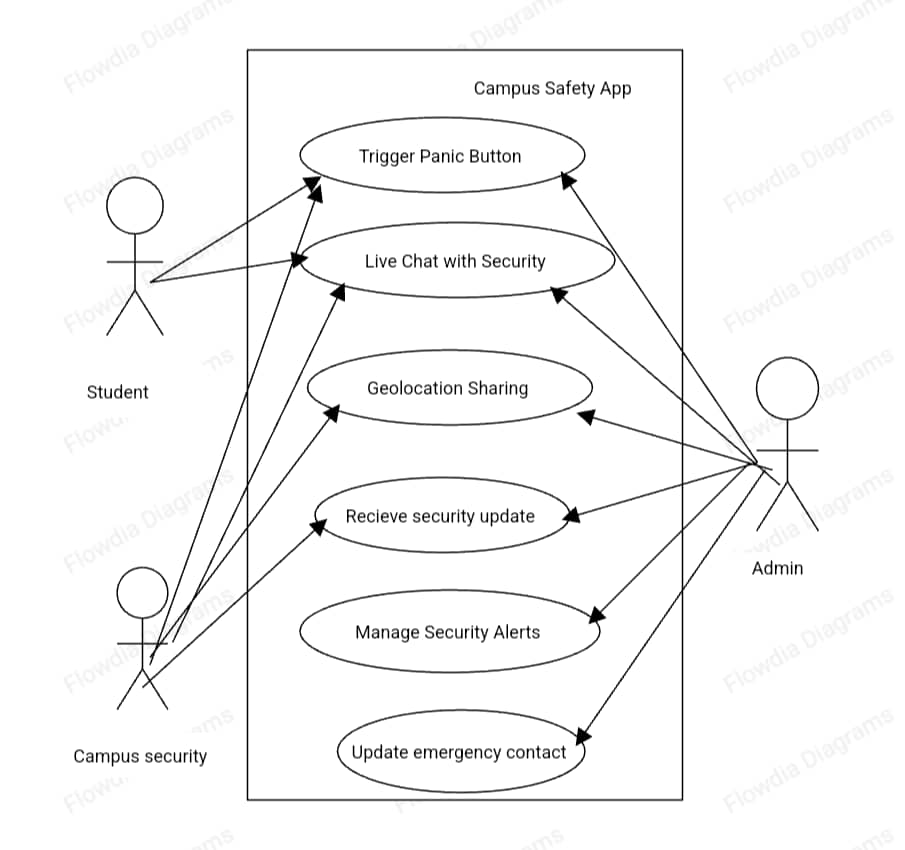 Campus Safety App
Trigger Panic Button
Live Chat with Security
Geolocation Sharing
Student
Recieve security update
Admin
Manage Security Alerts
Update emergency contact
Campus security
Flowdia Diagrams